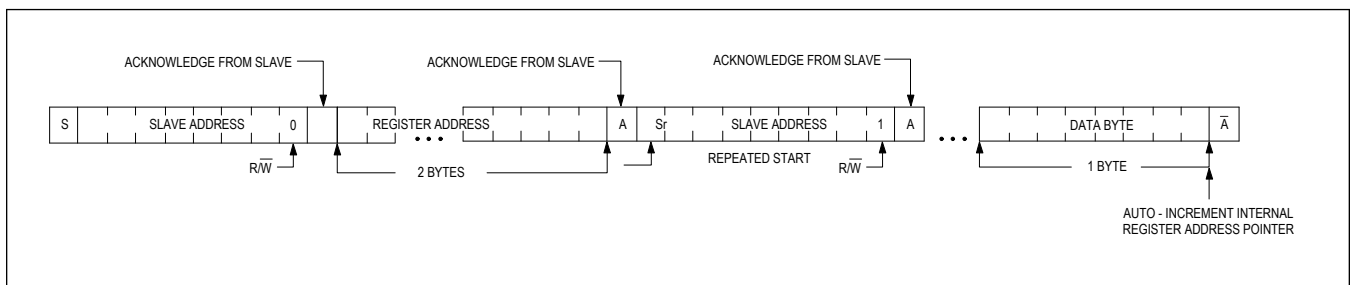 ACKNOWLEDGE FROM SLAVE ACKNOWLEDGE FROM SLAVE ACKNOWLEDGE FROM SLAVE
S SLAVE ADDRESS 0 REGISTER ADDRESS A Sr SLAVE ADDRESS 1 A DATA BYTE A̅
R/W̅ 2 BYTES REPEATED START R/W̅ 1 BYTE
AUTO - INCREMENT INTERNAL
REGISTER ADDRESS POINTER